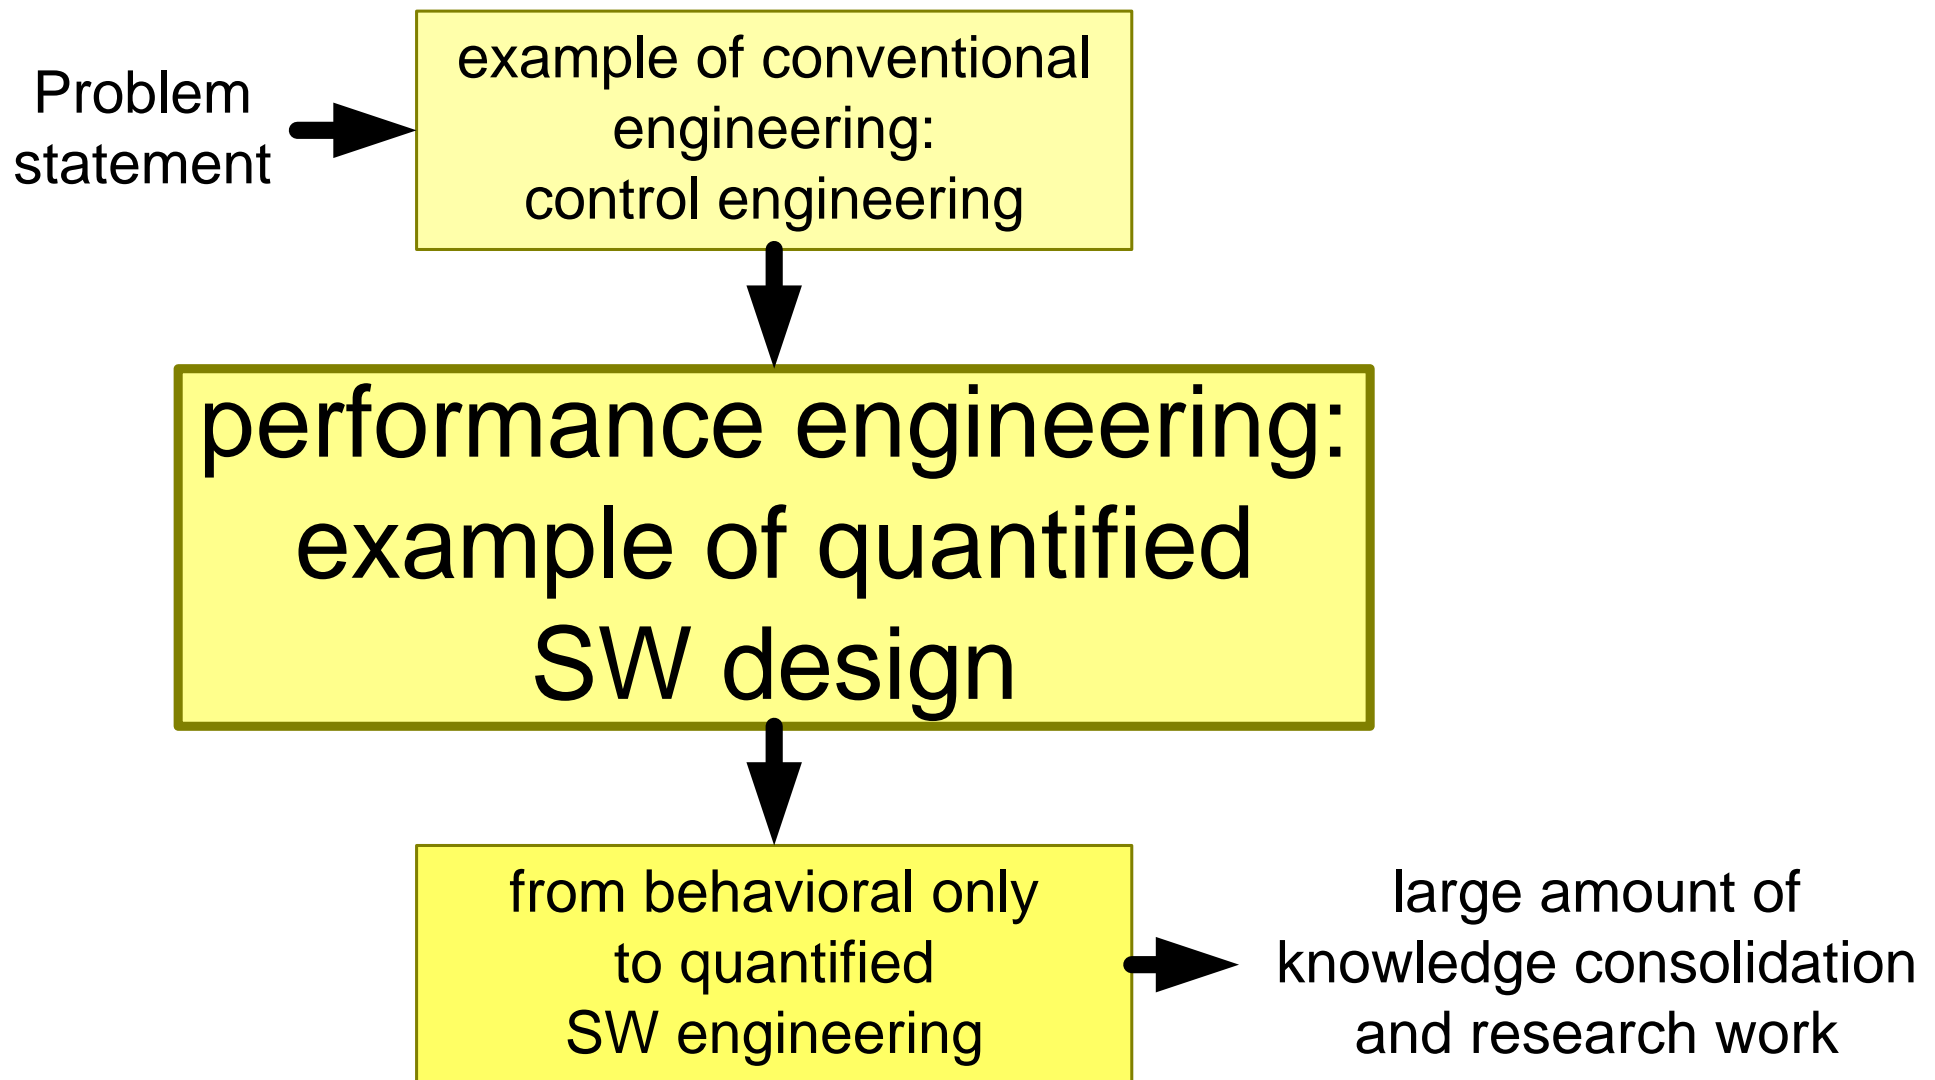 Problem
statement
example of conventional
engineering:
control engineering
performance engineering:
example of quantified
SW design
from behavioral only
to quantified
SW engineering
large amount of
knowledge consolidation
and research work